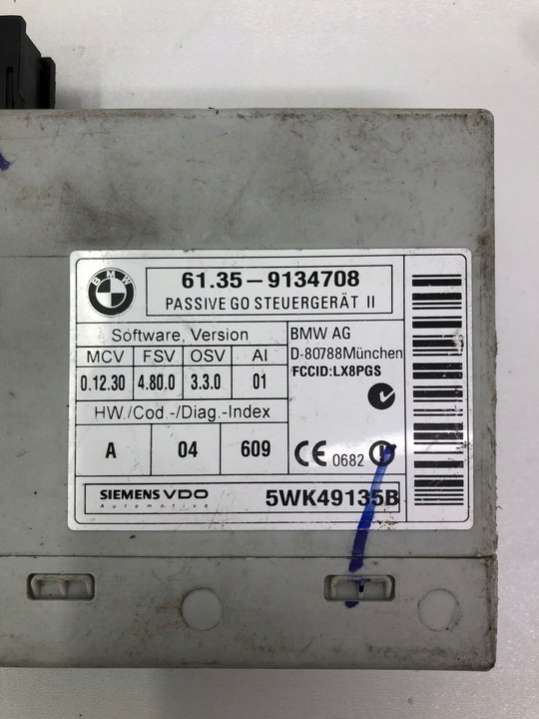 BMW
61.35-9134708
PASSIVE GO STEUERGERÄT II
Software, Version
MCV FSV OSV AI
0.12.30 4.80.0 3.3.0 01
HW./Cod-/Diag.-Index
A 04 609
BMW AG
D-80788München
FCCID:LX8PGS
CE 0682
SIEMENS VDO
Automotive
5WK49135B